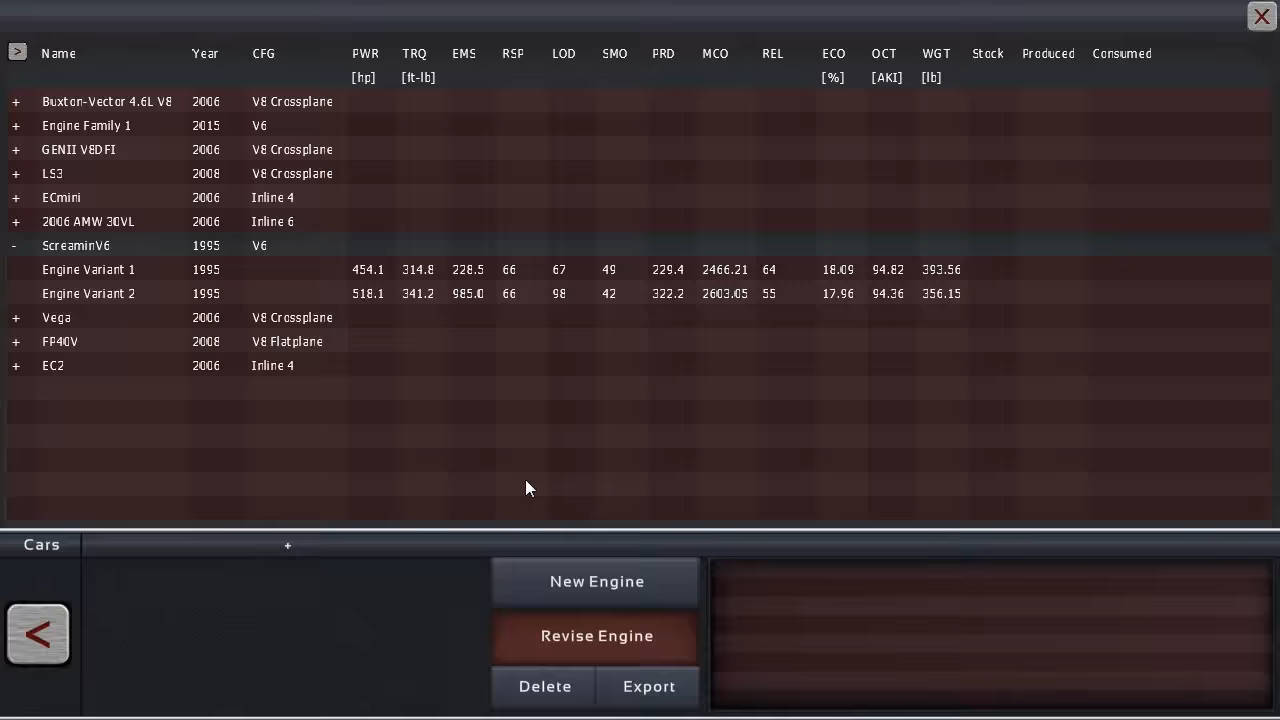 X
> Name Year CFG PWR TRQ EMS RSP LOD SMO PRD MCO REL ECO OCT WGT Stock Produced Consumed
[hp] [ft-lb] [%] [AKI] [lb]
+ Buxton-Vector 4.6L V8 2006 V8 Crossplane
+ Engine Family 1 2015 V6
+ GENII V8DFI 2006 V8 Crossplane
+ LS3 2008 V8 Crossplane
+ ECmini 2006 Inline 4
+ 2006 AMW 30VL 2006 Inline 6
- ScreaminV6 1995 V6
Engine Variant 1 1995 454.1 314.8 228.5 66 67 49 229.4 2466.21 64 18.09 94.82 393.56
Engine Variant 2 1995 518.1 341.2 985.0 66 98 42 322.2 2603.05 55 17.96 94.36 356.15
+ Vega 2006 V8 Crossplane
+ FP40V 2008 V8 Flatplane
+ EC2 2006 Inline 4
Cars +
New Engine
< Revise Engine
Delete Export